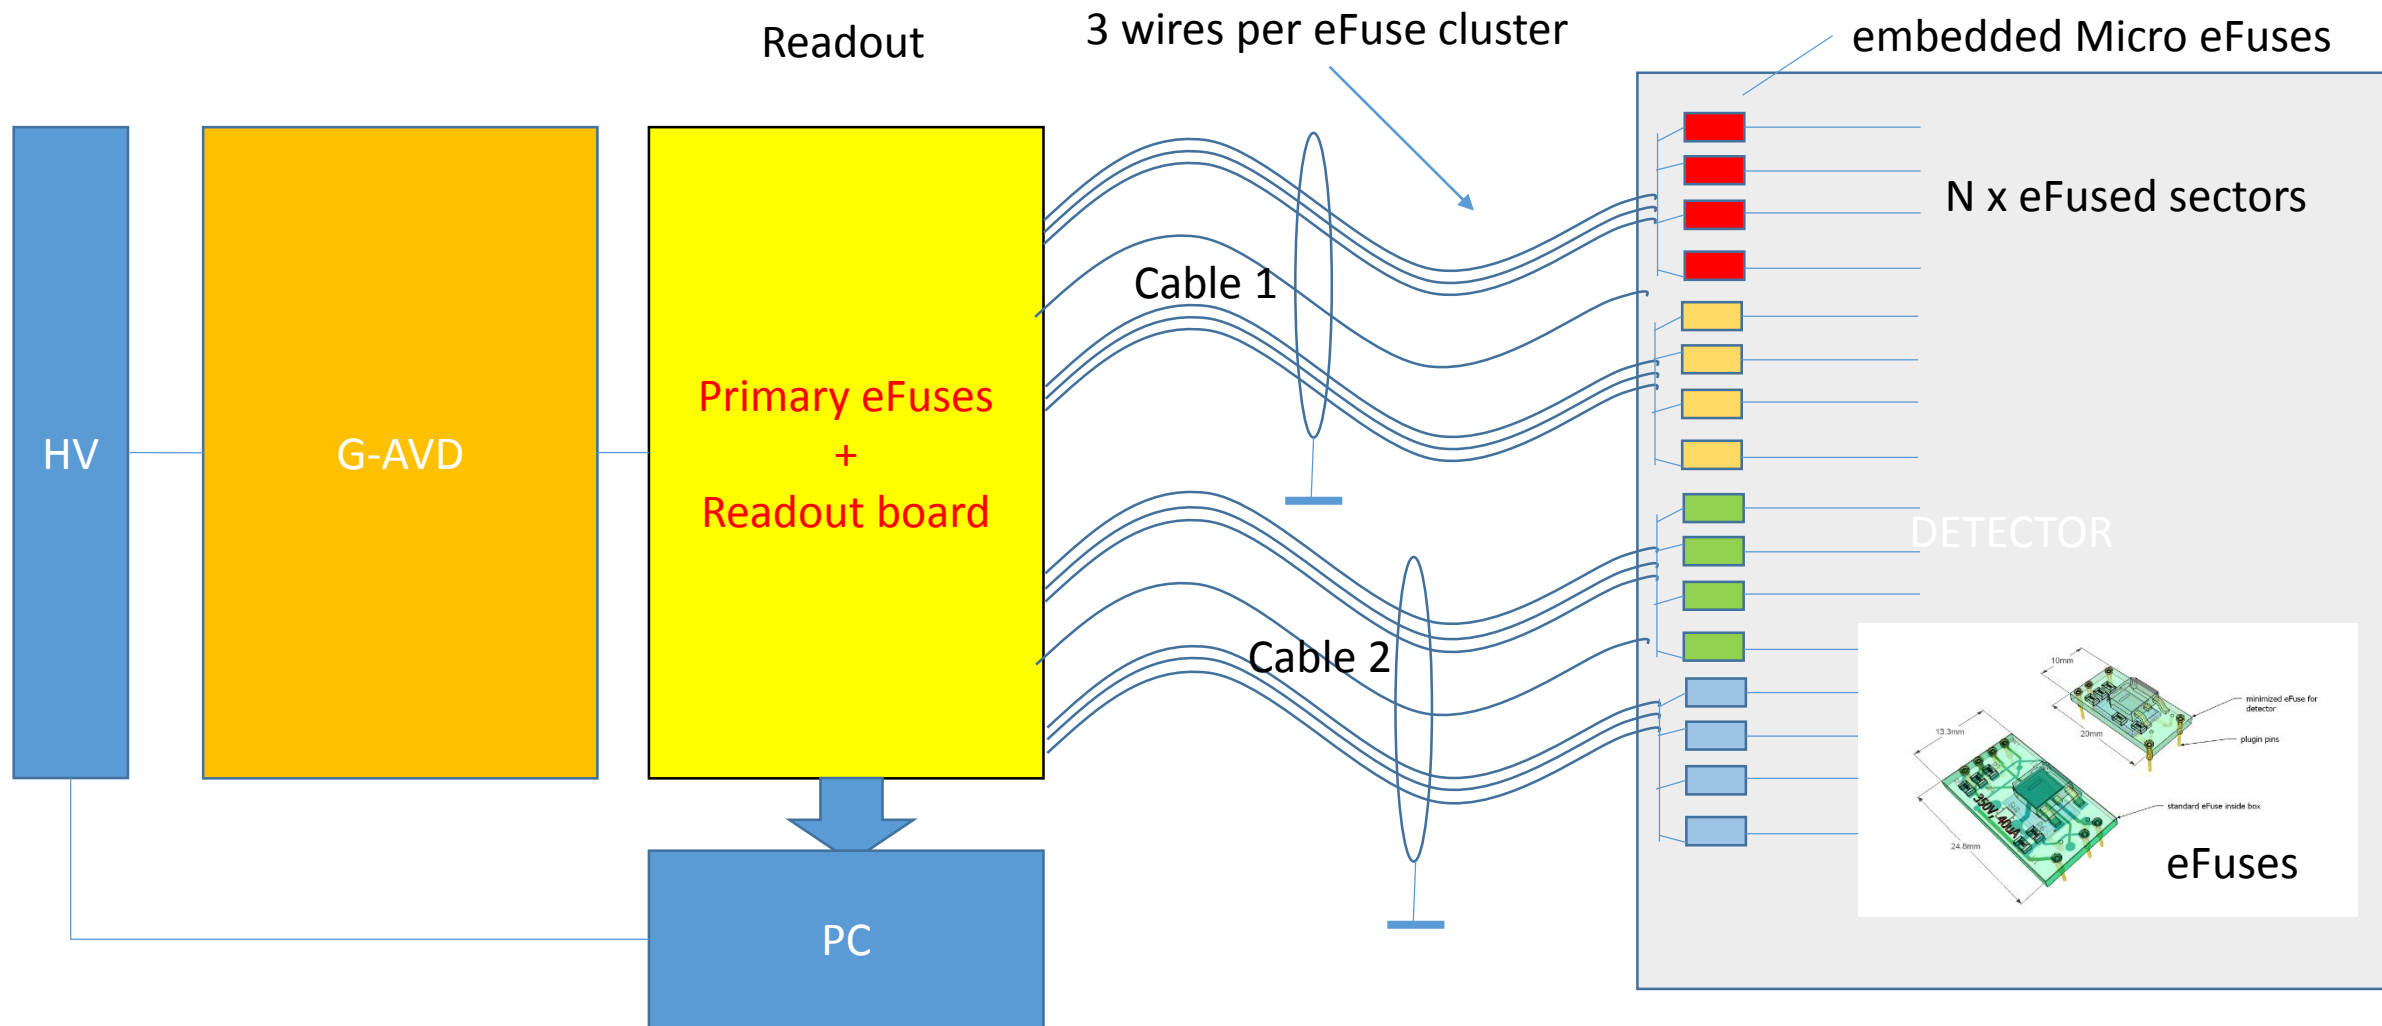 Readout
3 wires per eFuse cluster
embedded Micro eFuses
N x eFused sectors
HV
G-AVD
Primary eFuses
+
Readout board
Cable 1
Cable 2
DETECTOR
PC
10mm
20mm
minimized eFuse for
detector
plugin pins
13.3mm
24.8mm
350V, 40uA
standard eFuse inside box
eFuses